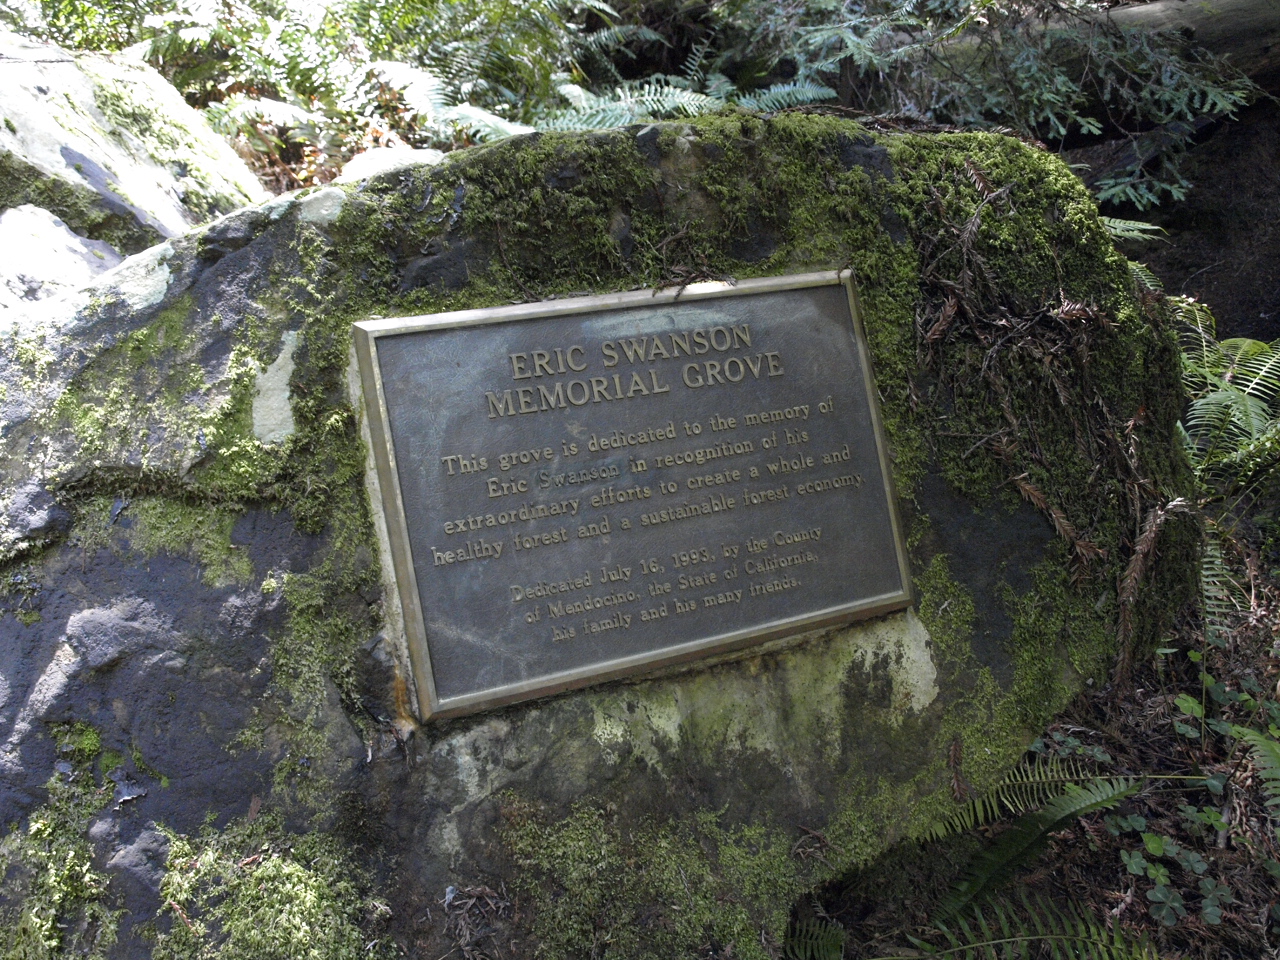 ERIC SWANSON
MEMORIAL GROVE
This grove is dedicated to the memory of
Eric Swanson in recognition of his
extraordinary efforts to create a whole and
healthy forest and a sustainable forest economy.
Dedicated July 16, 1993, by the County
of Mendocino, the State of California,
his family and his many friends.